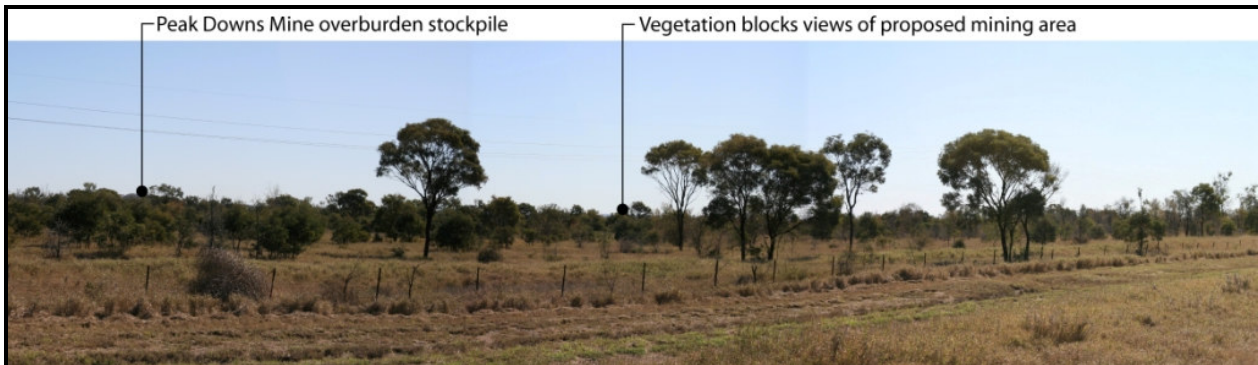 Peak Downs Mine overburden stockpile
Vegetation blocks views of proposed mining area